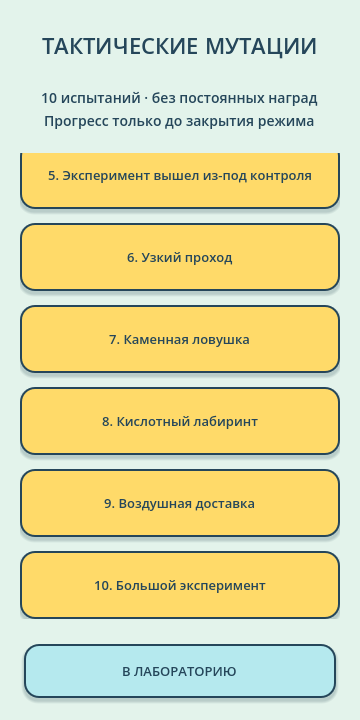 ТАКТИЧЕСКИЕ МУТАЦИИ
10 испытаний · без постоянных наград
Прогресс только до закрытия режима
5. Эксперимент вышел из-под контроля
6. Узкий проход
7. Каменная ловушка
8. Кислотный лабиринт
9. Воздушная доставка
10. Большой эксперимент
В ЛАБОРАТОРИЮ